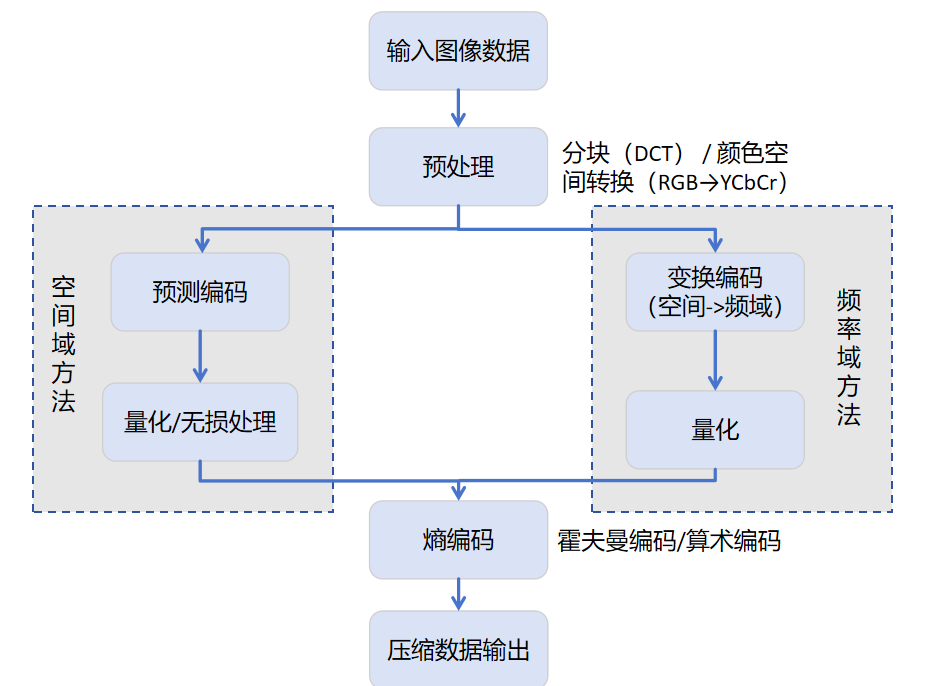 输入图像数据
预处理
分块（DCT） / 颜色空
间转换（RGB→YCbCr）
空间域方法
预测编码
量化/无损处理
变换编码
（空间->频域）
量化
频率域方法
熵编码
霍夫曼编码/算术编码
压缩数据输出